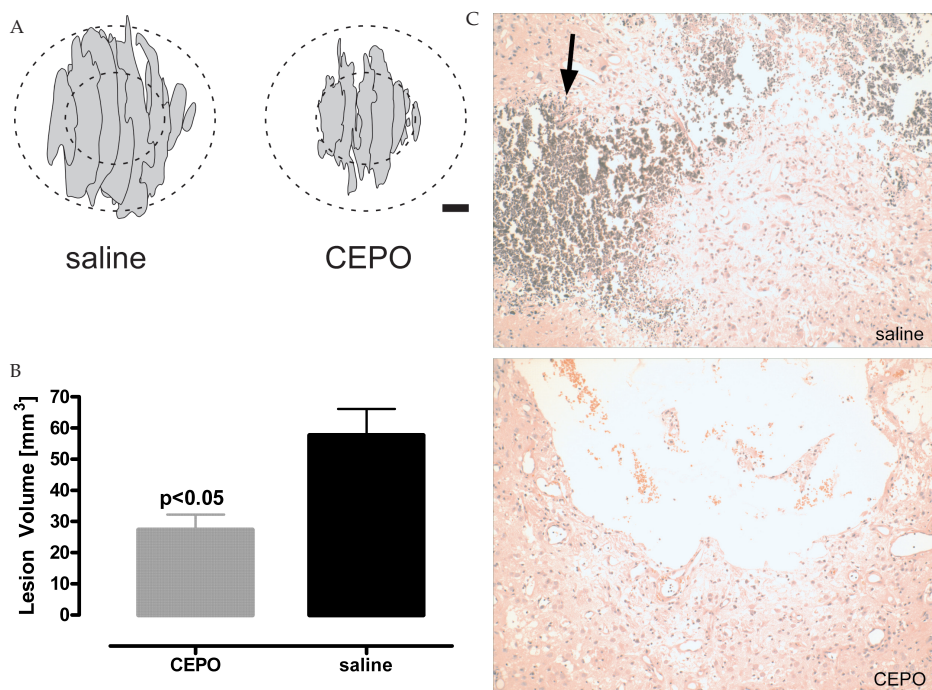 A
saline
CEPO
B
Lesion Volume [mm³]
70
60
50
40
30
20
10
0
p<0.05
CEPO
saline
C
saline
CEPO